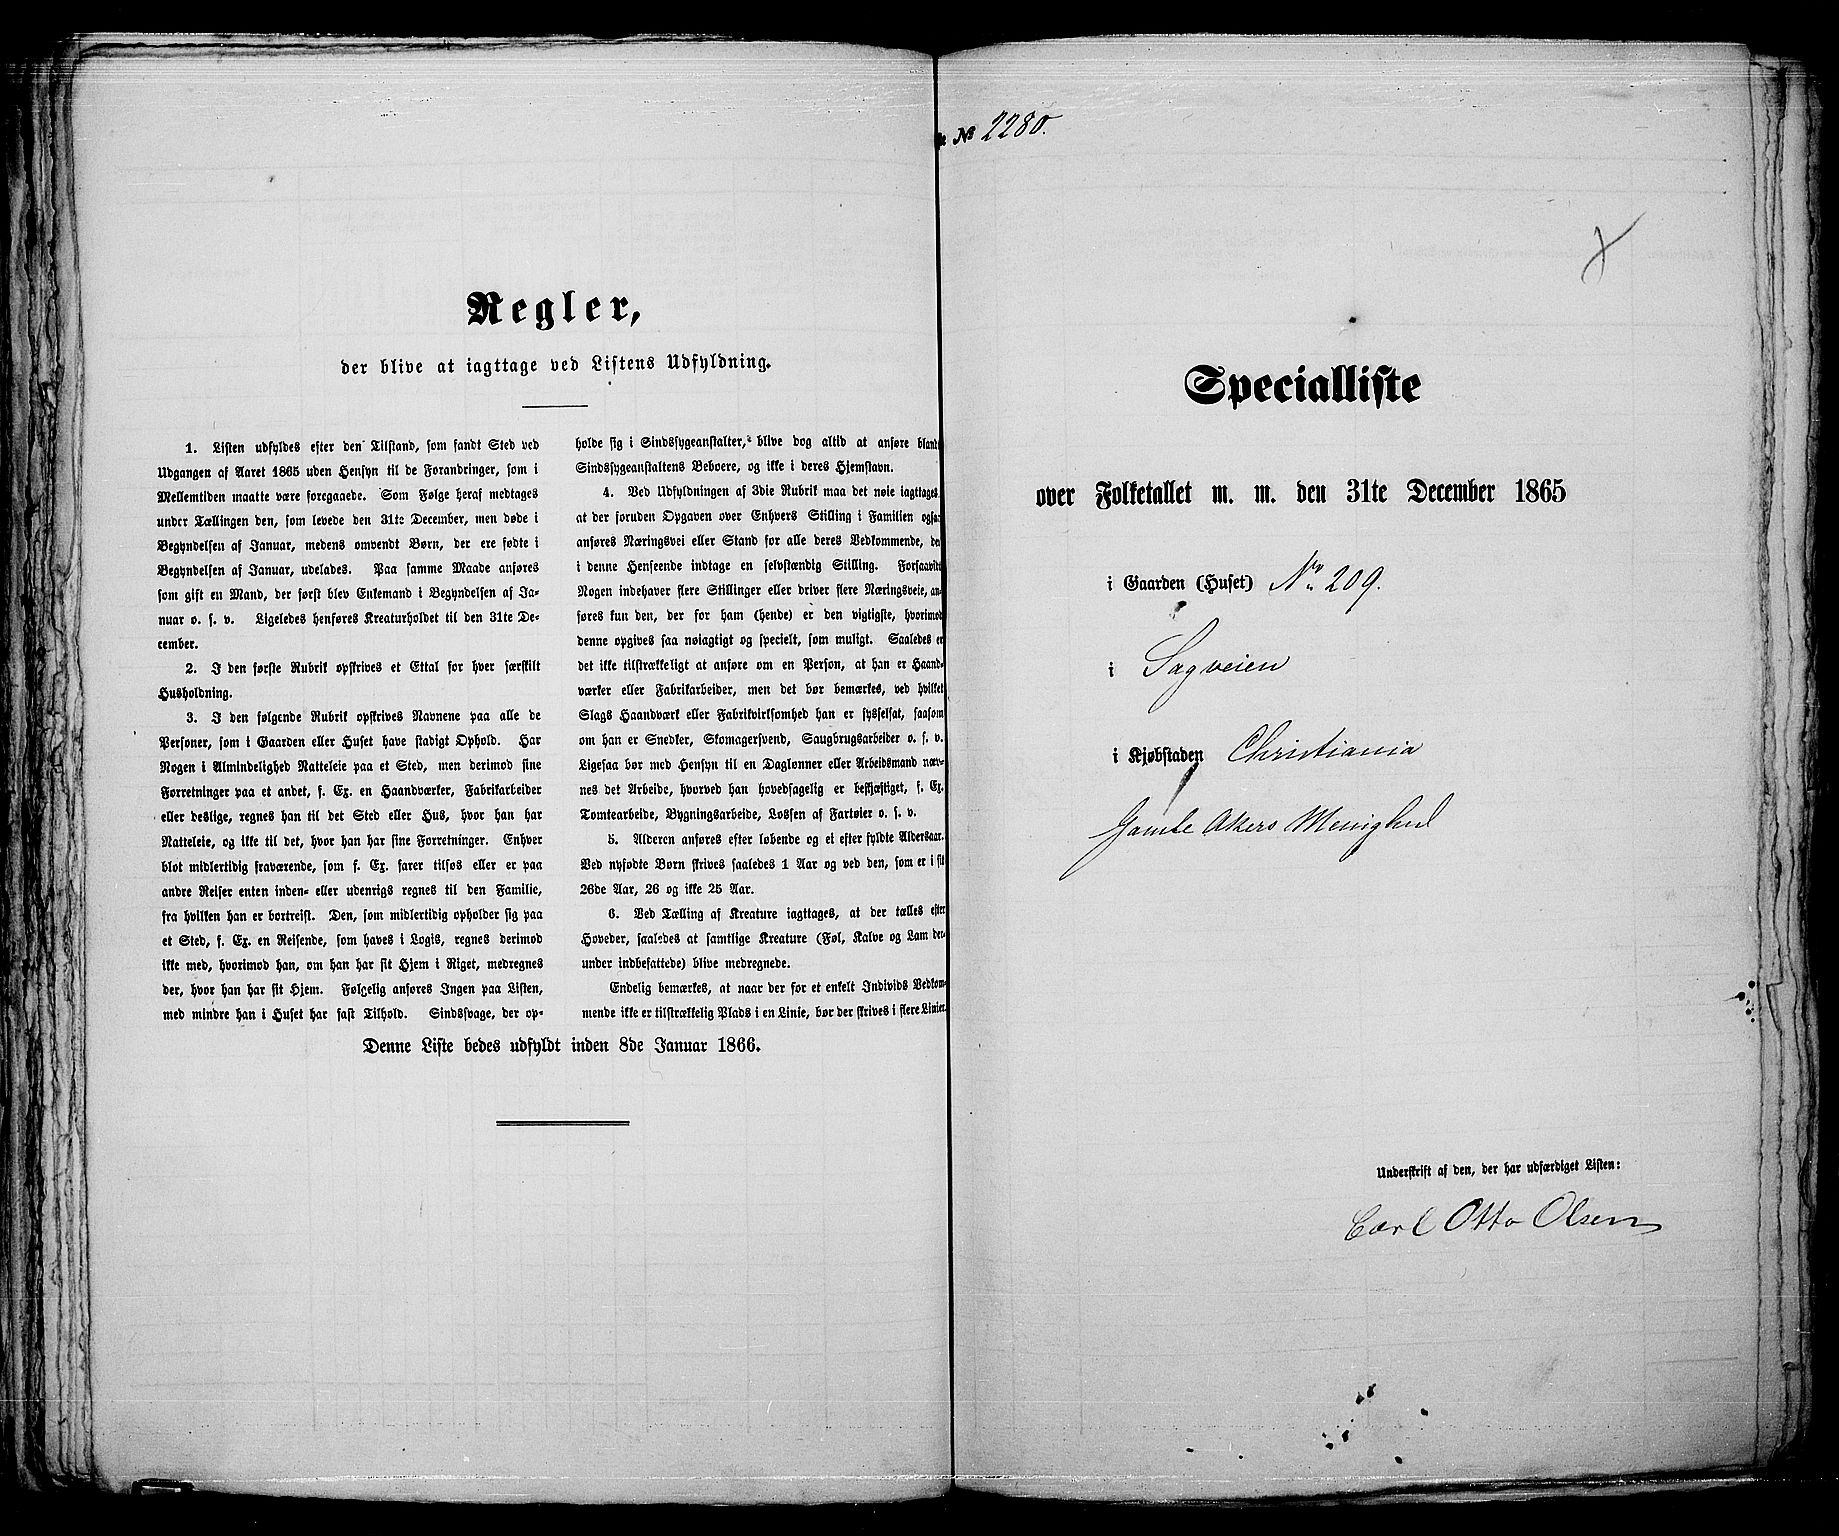 Regler,
der blive at iagttage ved Listens Udfyldning.
1. Listen udfyldes efter den Tilstand, som fandt Sted ved
Udgangen af Aaret 1865 uden Hensyn til de Forandringer, som i
Mellemtiden maatte være foregaaede. Som Følge heraf medtages
under Tællingen den, som levede den 31te December, men døde i
Begyndelsen af Januar, medens omvendt Børn, der ere fødte i
Begyndelsen af Januar, udelades. Paa samme Maade anføres
som gift en Mand, der først blev Enkemand i Begyndelsen af Ja-
nuar o. s. v. Ligeledes henføres Kreaturholdet til den 31te De-
cember.
2. I den første Rubrik opskrives et Ettal for hver særskilt
Husholdning.
3. I den følgende Rubrik opskrives Navnene paa alle de
Personer, som i Gaarden eller Huset have stadigt Ophold. Har
Nogen i Almindelighed Natteleie paa et Sted, men derimod sine
Forretninger paa et andet, f. Ex. en Haandværker, Fabrikarbeider
eller deslige, regnes han til det Sted eller Hus, hvor han har
Natteleie, og ikke til det, hvor han har sine Forretninger. Enhver
blot midlertidig fraværende, som f. Ex. farer tilsøs eller er paa
andre Reiser enten inden- eller udenrigs regnes til den Familie,
fra hvilken han er bortreist. Den, som midlertidig opholder sig paa
et Sted, f. Ex. en Reisende, som haves i Logis, regnes derimod
ikke med, hvorimod han, om han har sit Hjem i Riget, medregnes
der, hvor han har sit Hjem. Følgelig anføres Ingen paa Listen,
med mindre han i Huset har fast Tilhold. Sindssvage, der op-
holde sig i Sindssygeanstalter, blive dog altid at anføre blandt
Sindssygeanstaltens Beboere, og ikke i deres Hjemstavn.
4. Ved Udfyldningen af 3die Rubrik maa det nøie iagttages,
at der foruden Opgaven over Enhvers Stilling i Familien ogsaa
anføres Næringsvei eller Stand for alle deres Vedkommende, de
i denne Henseende indtage en selvstændig Stilling. Forsaavidt
Nogen indehaver flere Stillinger eller driver flere Næringsveie, an-
føres kun den, der for ham (hende) er den vigtigste, hvorimod
denne opgives saa nøiagtigt og specielt, som muligt. Saaledes er
det ikke tilstrækkeligt at anføre om en Person, at han er Haand-
værker eller Fabrikarbeider, men det bør bemærkes, ved hvilket
Slags Haandværk eller Fabrikvirksomhed han er sysselsat, saasom
om han er Snedker, Skomagersvend, Saugbrugsarbeider o. s. v.
Ligesaa bør med Hensyn til en Daglønner eller Arbeidsmand næv-
nes det Arbeide, hvorved han hovedsagelig er beskjæftiget, f. Ex.
Tomtearbeide, Bygningsarbeide, Lossen af Fartøier o. s. v.
5. Alderen anføres efter løbende og ei efter fyldte Aldersaar.
Ved nyfødte Børn skrives saaledes 1 Aar og ved den, som er i sit
26de Aar, 26 og ikke 25 Aar.
6. Ved Tælling af Kreature iagttages, at der tælles efter
Hoveder, saaledes at samtlige Kreature (Føl, Kalve og Lam der-
under indbefattede) blive medregnede.
Endelig bemærkes, at naar der for et enkelt Individs Vedkom-
mende ikke er tilstrækkelig Plads i en Linie, bør der skrives i flere Linier.
Denne Liste bedes udfyldt inden 8de Januar 1866.
№ 2280.
Specialliste
over Folketallet m. m. den 31te December 1865
i Gaarden (Huset) No. 209.
i Sagveien
i Kjøbstaden Christiania
Gamle Akers Menighed
Underskrift af den, der har udfærdiget Listen:
Carl Otto Olsen